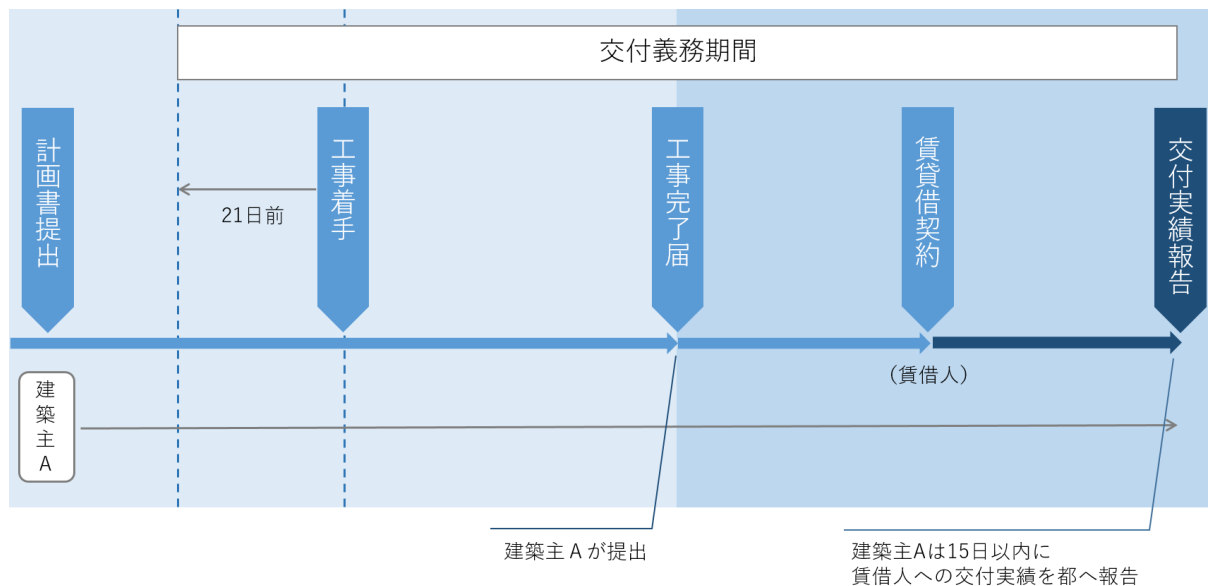 交付義務期間
計画書提出
工事着手
工事完了届
賃貸借契約
交付実績報告
21日前
（賃借人）
建築主A
建築主Aが提出
建築主Aは15日以内に
賃借人への交付実績を都へ報告